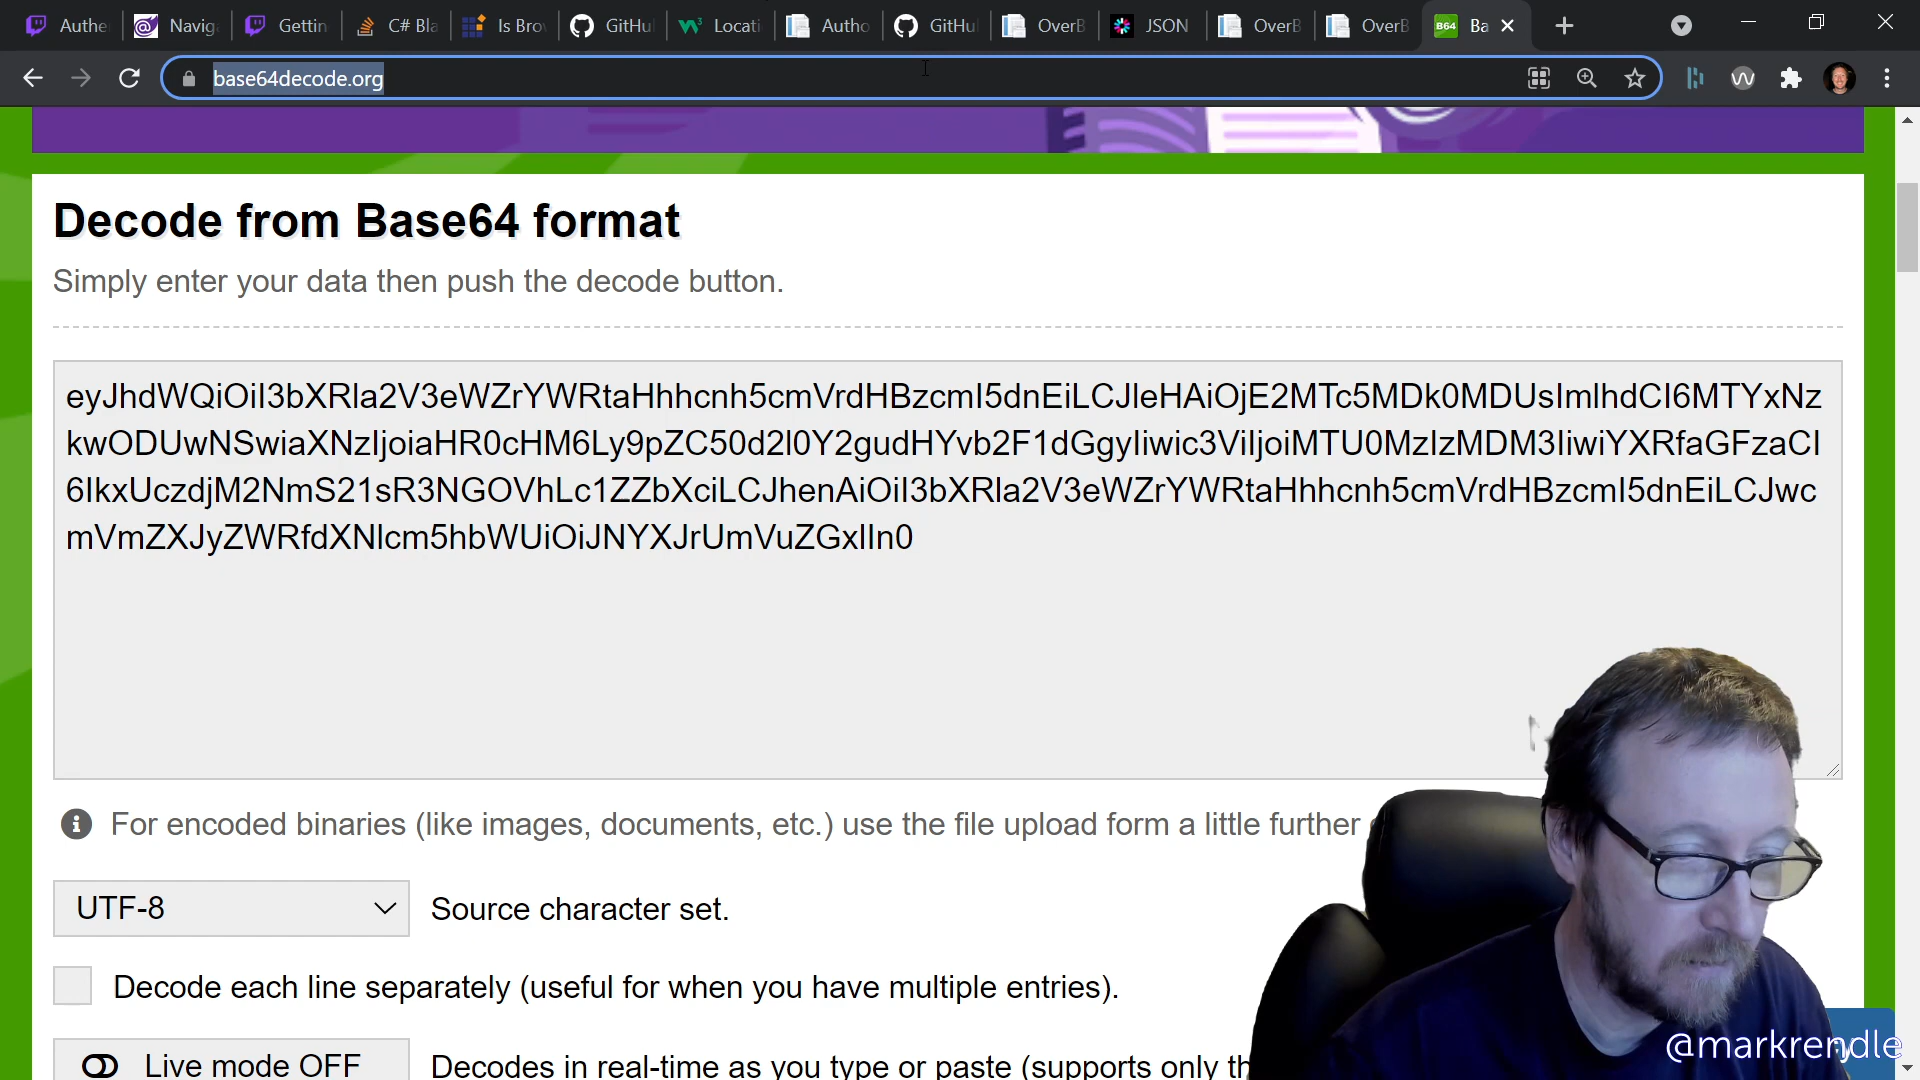 Authe
Navig
Gettin
C# Bla
Is Bro
GitHu
Locati
Autho
GitHu
OverB
JSON
OverB
OverB
B64
Ba
base64decode.org
Decode from Base64 format
Simply enter your data then push the decode button.
eyJhdWQiOiI3bXRla2V3eWZrYWRtaHhhcnh5cmVrdHBzcmI5dnEiLCJleHAiOjE2MTc5MDk0MDUsImlhdCI6MTYxNz
kwODUwNSwiaXNzIjoiaHR0cHM6Ly9pZC50d2l0Y2gudHYvb2F1dGgyIiwic3ViIjoiMTU0MzIzMDM3IiwiYXRfaGFzaCI
6IkxUczdjM2NmS21sR3NGOVhLc1ZZbXciLCJhenAiOiI3bXRla2V3eWZrYWRtaHhhcnh5cmVrdHBzcmI5dnEiLCJwc
mVmZXJyZWRfdXNlcm5hbWUiOiJNYXJrUmVuZGxlIn0
For encoded binaries (like images, documents, etc.) use the file upload form a little further
UTF-8
Source character set.
Decode each line separately (useful for when you have multiple entries).
Live mode OFF
Decodes in real-time as you type or paste (supports only th
@markrendle